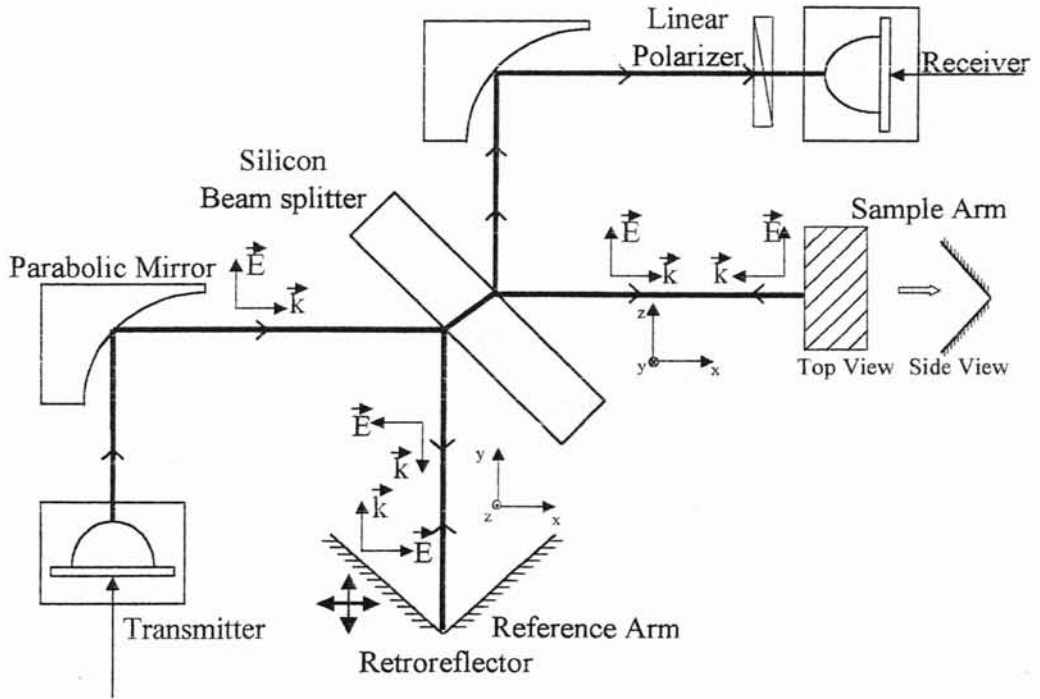 Linear
Polarizer
Receiver
Silicon
Beam splitter
Sample Arm
Parabolic Mirror
E
k
E
k
E
k
z
y
x
Top View
Side View
E
k
k
E
y
z
x
Transmitter
Reference Arm
Retroreflector